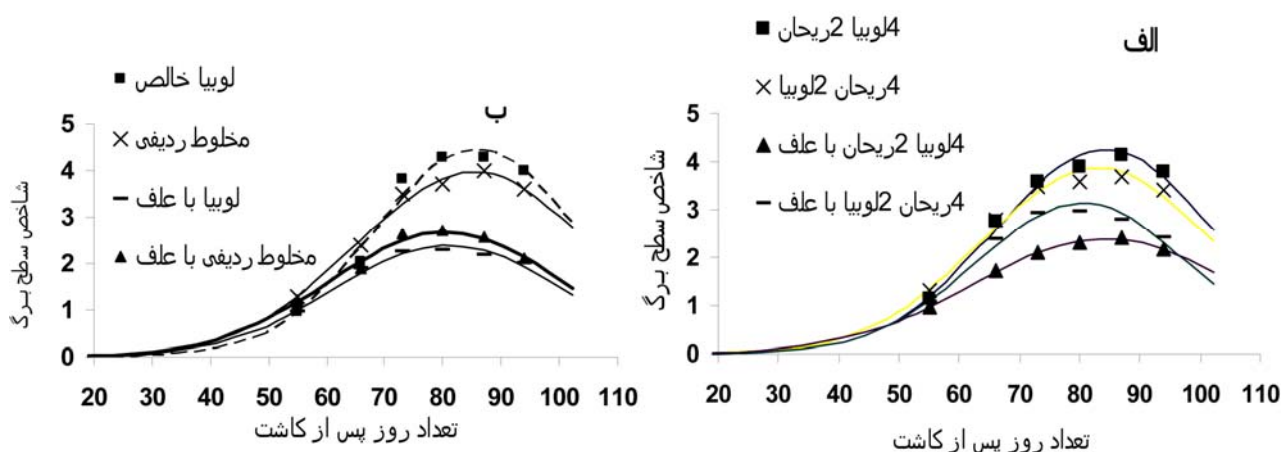 الف
■ 4لوبیا 2ریحان
× 4ریحان 2لوبیا
▲ 4لوبیا 2ریحان با علف
- 4ریحان 2لوبیا با علف
شاخص سطح برگ
5
4
3
2
1
0
20 30 40 50 60 70 80 90 100 110
تعداد روز پس از کاشت
ب
■ لوبیا خالص
× مخلوط ردیفی
- لوبیا با علف
▲ مخلوط ردیفی با علف
شاخص سطح برگ
5
4
3
2
1
0
20 30 40 50 60 70 80 90 100 110
تعداد روز پس از کاشت